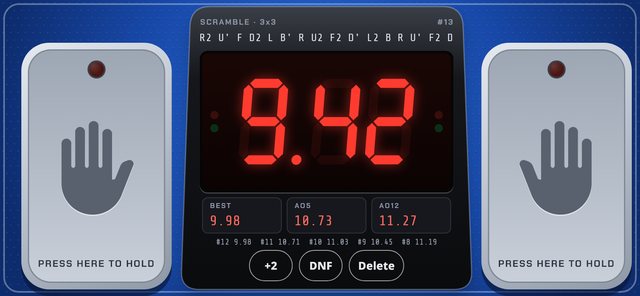 SCRAMBLE · 3x3 #13
R2 U' F D2 L B' R U2 F2 D' L2 B R U' F2 D
9.42
BEST AO5 AO12
9.98 10.73 11.27
#12 9.98 #11 10.71 #10 11.03 #9 10.45 #8 11.19
PRESS HERE TO HOLD
+2 DNF Delete
PRESS HERE TO HOLD